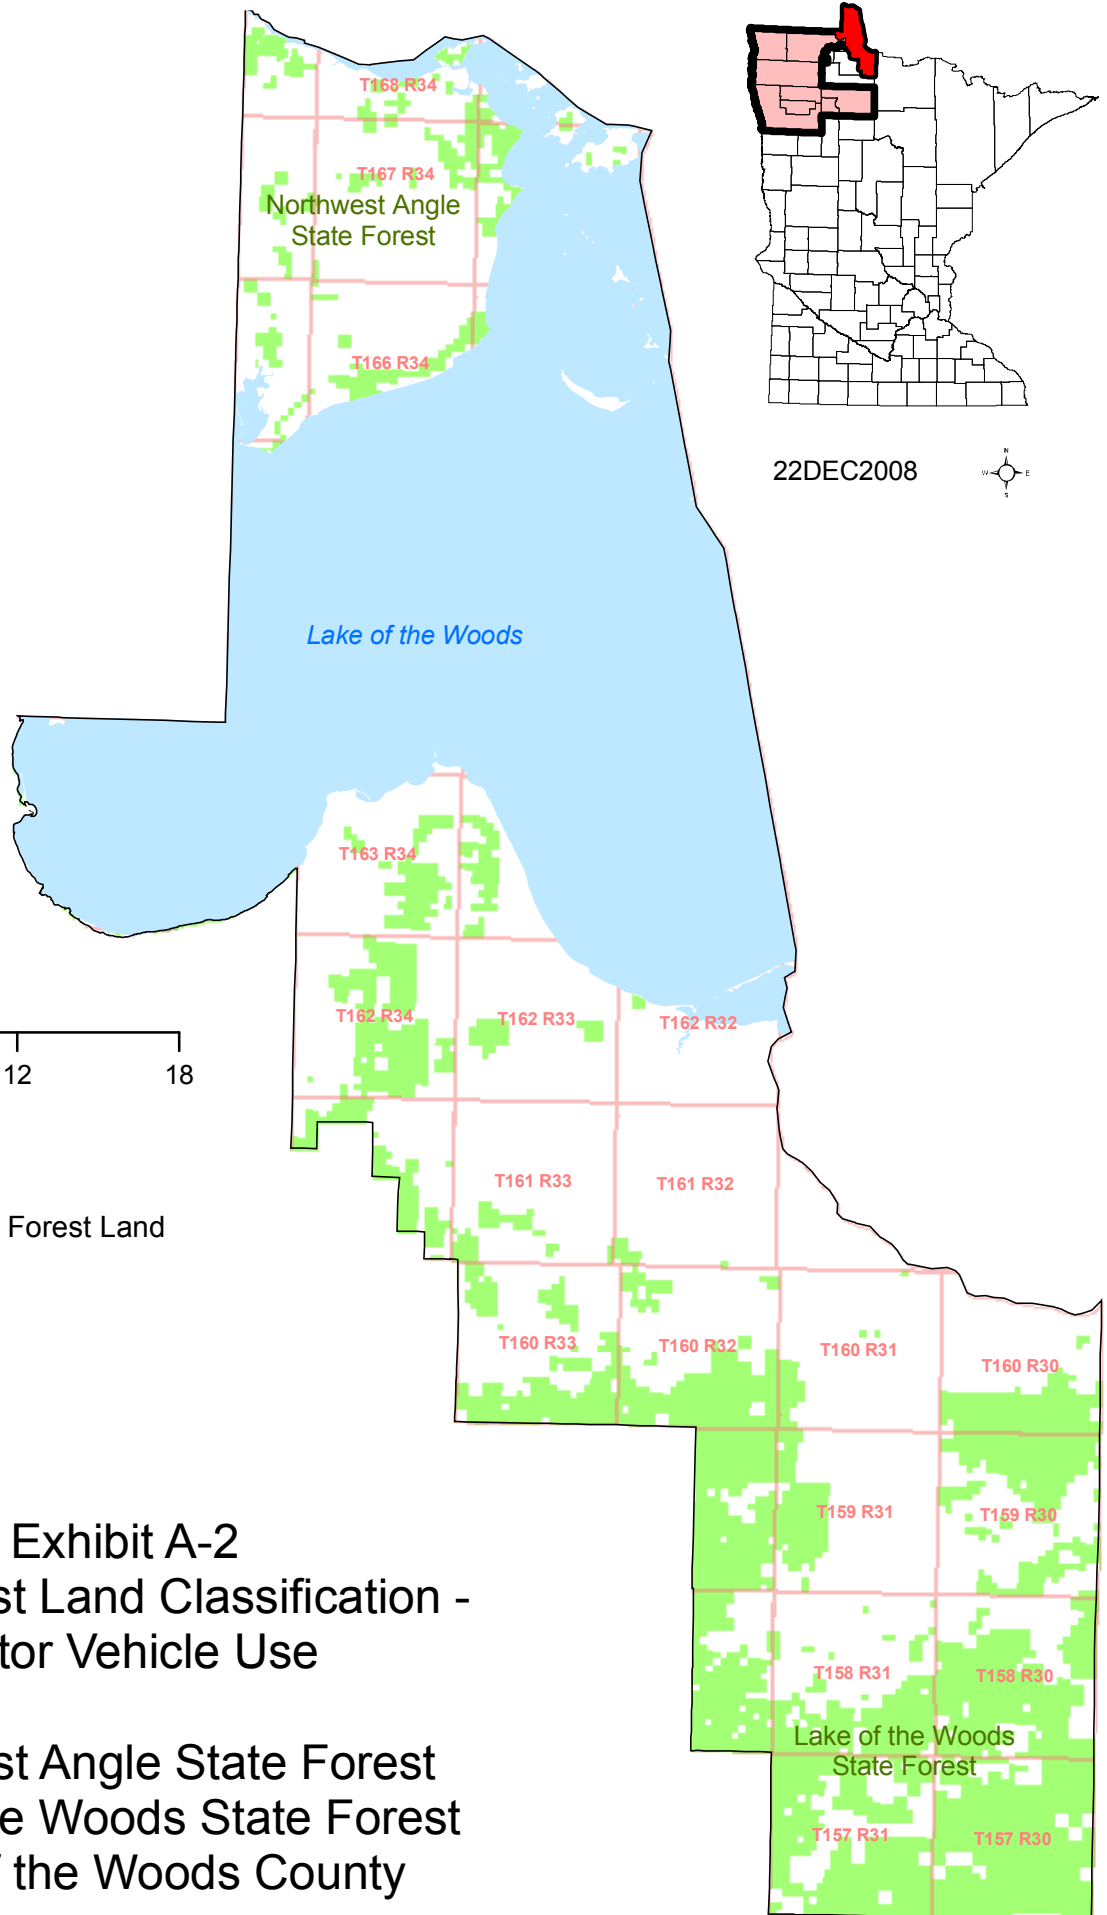 T168 R34
T167 R34
Northwest Angle
State Forest
T166 R34
22DEC2008
N
W
E
S
Lake of the Woods
T163 R34
T162 R34
T162 R33
T162 R32
12
18
T161 R33
T161 R32
Forest Land
T160 R33
T160 R32
T160 R31
T160 R30
T159 R31
T159 R30
Exhibit A-2
st Land Classification -
tor Vehicle Use
T158 R31
T158 R30
Lake of the Woods
State Forest
st Angle State Forest
e Woods State Forest
the Woods County
T157 R31
T157 R30